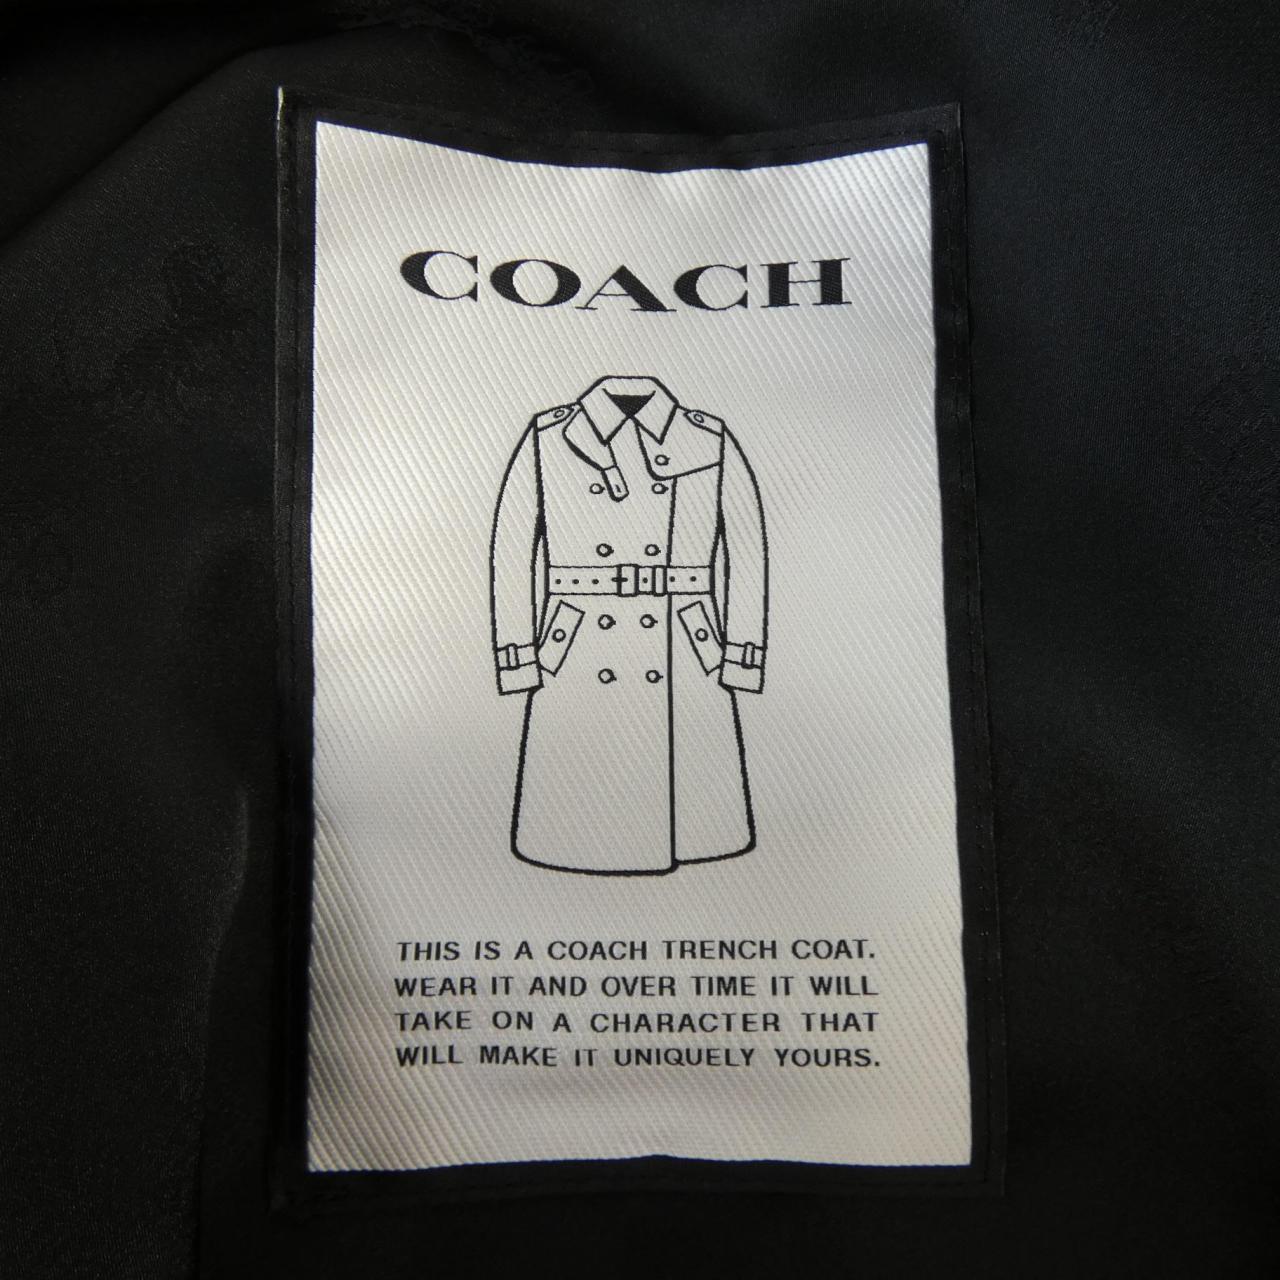 COACH
THIS IS A COACH TRENCH COAT.
WEAR IT AND OVER TIME IT WILL
TAKE ON A CHARACTER THAT
WILL MAKE IT UNIQUELY YOURS.